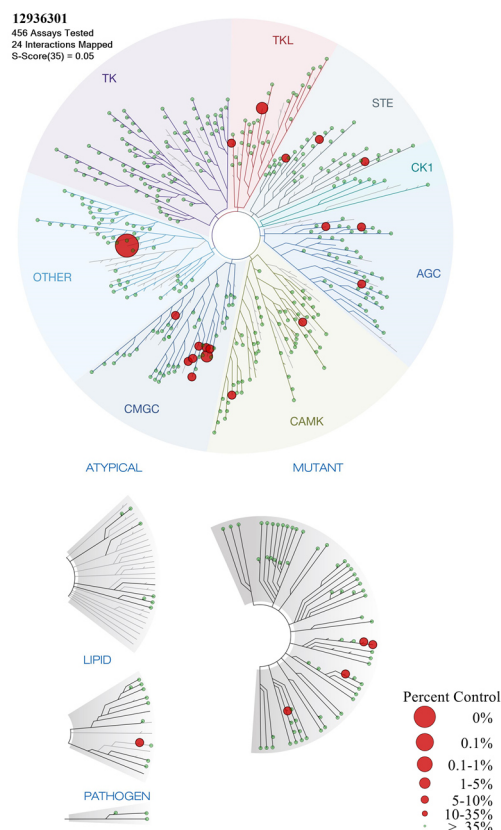 12936301
456 Assays Tested
24 Interactions Mapped
S-Score(35) = 0.05
TK
TKL
STE
CK1
AGC
OTHER
CMGC
CAMK
ATYPICAL
MUTANT
LIPID
PATHOGEN
Percent Control
0%
0.1%
0.1-1%
1-5%
5-10%
10-35%
> 35%